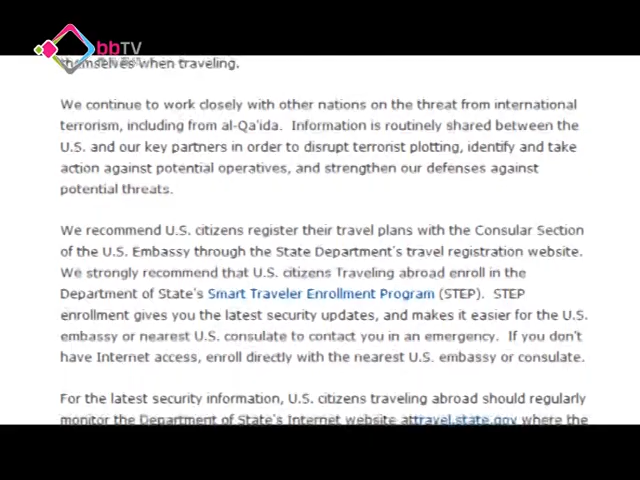 bbTV
themselves when traveling.
We continue to work closely with other nations on the threat from international
terrorism, including from al-Qa'ida. Information is routinely shared between the
U.S. and our key partners in order to disrupt terrorist plotting, identify and take
action against potential operatives, and strengthen our defenses against
potential threats.
We recommend U.S. citizens register their travel plans with the Consular Section
of the U.S. Embassy through the State Department's travel registration website.
We strongly recommend that U.S. citizens Traveling abroad enroll in the
Department of State's Smart Traveler Enrollment Program (STEP). STEP
enrollment gives you the latest security updates, and makes it easier for the U.S.
embassy or nearest U.S. consulate to contact you in an emergency. If you don't
have Internet access, enroll directly with the nearest U.S. embassy or consulate.
For the latest security information, U.S. citizens traveling abroad should regularly
monitor the Department of State's Internet website attravel.state.gov where the